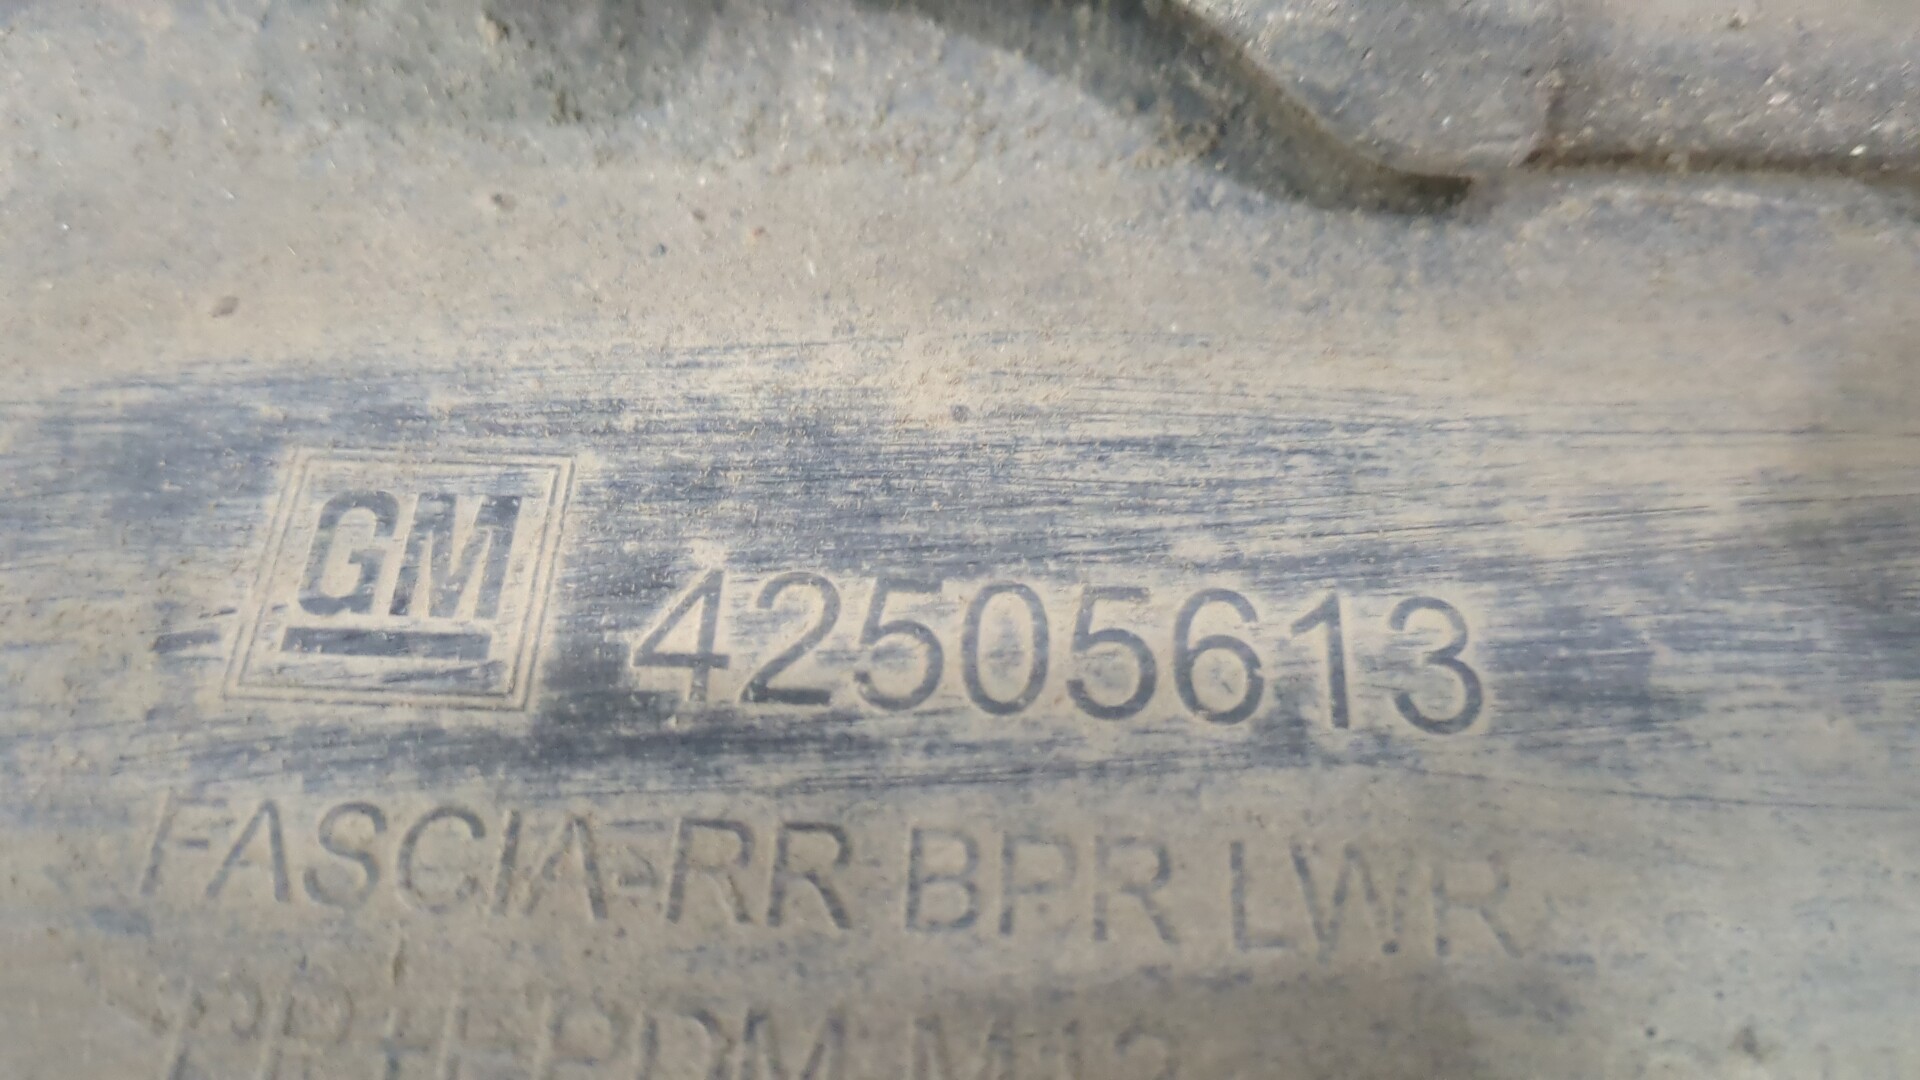 GM 42505613
FASCIA-RR BPR LWR